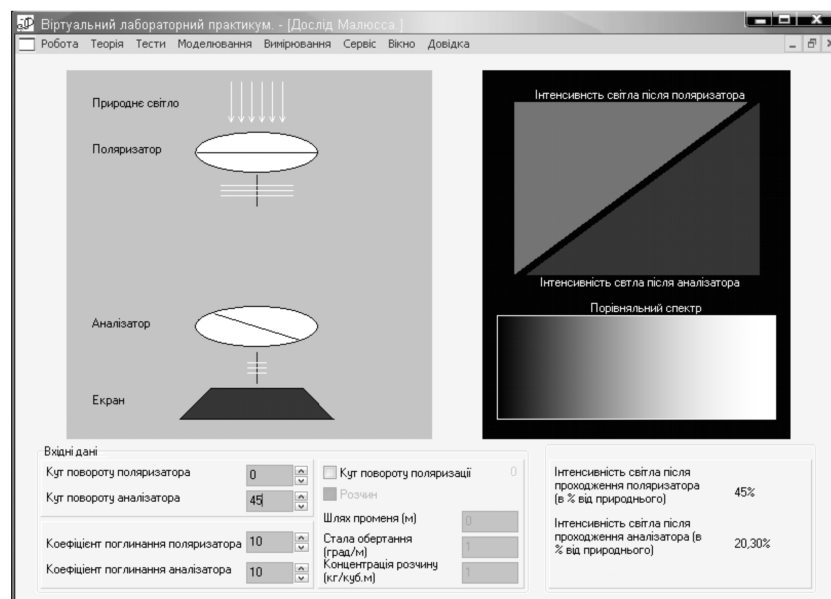 Віртуальний лабораторний практикум. - [Дослід Малюсса.]
Робота Теорія Тести Моделювання Вимірювання Сервіс Вікно Довідка
Природнє світло
Поляризатор
Аналізатор
Екран
Інтенсивнсть світла після поляризатора
Інтенсивність свтла після аналізатора
Порівняльний спектр
Вхідні дані
Кут повороту поляризатора 0
Кут повороту аналізатора 45
Коефіцієнт поглинання поляризатора 10
Коефіцієнт поглинання аналізатора 10
Кут повороту поляризації 0
Розчин
Шлях променя (м) 0
Стала обертання
(град/м) 1
Концентрація розчину
(кг/куб.м) 1
Інтенсивність світла після
проходження поляризатора
(в % від природнього) 45%
Інтенсивність світла після
проходження аналізатора (в
% від природнього) 20,30%